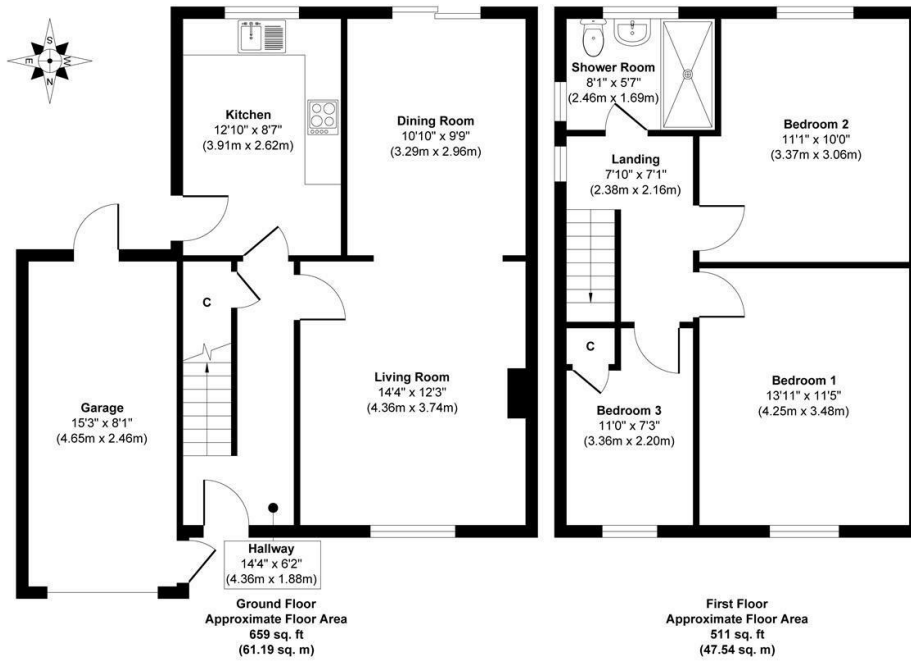 S
E
W
N
Kitchen
12'10" x 8'7"
(3.91m x 2.62m)
Dining Room
10'10" x 9'9"
(3.29m x 2.96m)
C
Living Room
14'4" x 12'3"
(4.36m x 3.74m)
Garage
15'3" x 8'1"
(4.65m x 2.46m)
Hallway
14'4" x 6'2"
(4.36m x 1.88m)
Ground Floor
Approximate Floor Area
659 sq. ft
(61.19 sq. m)
Shower Room
8'1" x 5'7"
(2.46m x 1.69m)
Bedroom 2
11'1" x 10'0"
(3.37m x 3.06m)
Landing
7'10" x 7'1"
(2.38m x 2.16m)
C
Bedroom 1
13'11" x 11'5"
(4.25m x 3.48m)
Bedroom 3
11'0" x 7'3"
(3.36m x 2.20m)
First Floor
Approximate Floor Area
511 sq. ft
(47.54 sq. m)